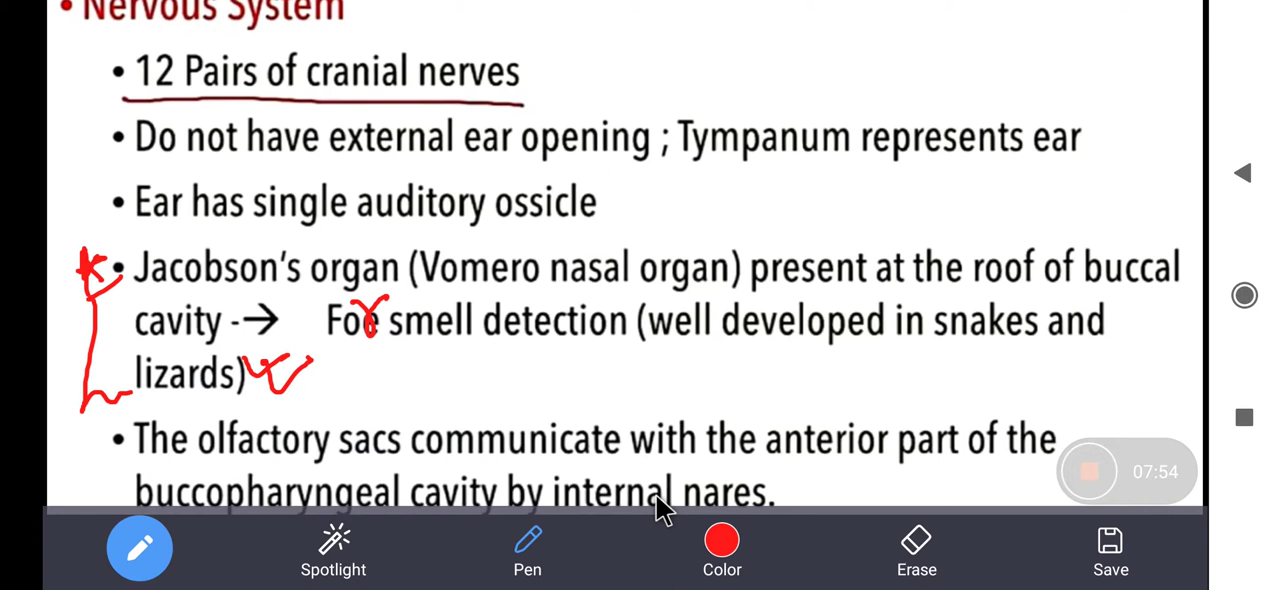 • Nervous System
• 12 Pairs of cranial nerves
• Do not have external ear opening ; Tympanum represents ear
• Ear has single auditory ossicle
• Jacobson's organ (Vomero nasal organ) present at the roof of buccal
cavity -→ Foe smell detection (well developed in snakes and
lizards)
• The olfactory sacs communicate with the anterior part of the
buccopharyngeal cavity by internal nares.
07:54
Spotlight Pen Color Erase Save